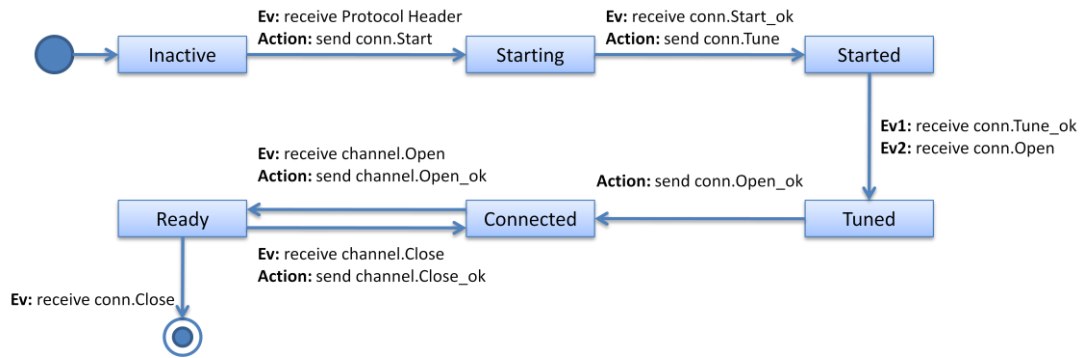 Ev: receive Protocol Header
Action: send conn.Start
Ev: receive conn.Start_ok
Action: send conn.Tune
Inactive
Starting
Started
Ev1: receive conn.Tune_ok
Ev2: receive conn.Open
Ev: receive channel.Open
Action: send channel.Open_ok
Action: send conn.Open_ok
Ready
Connected
Tuned
Ev: receive channel.Close
Action: send channel.Close_ok
Ev: receive conn.Close